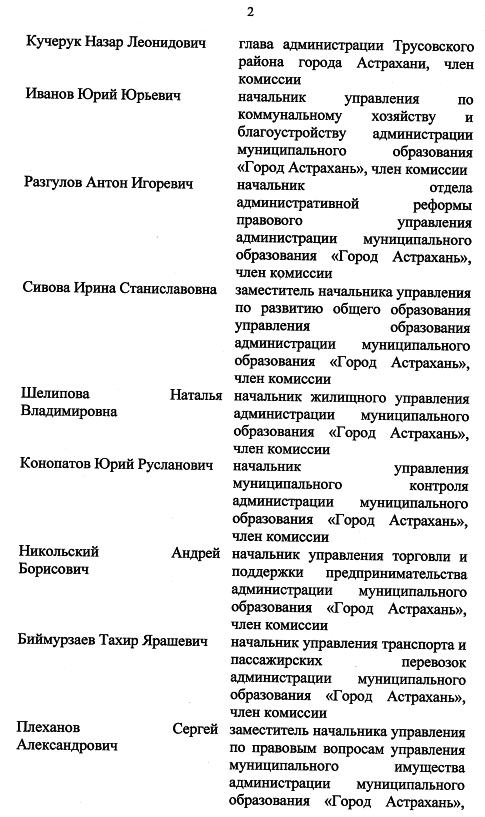 2
Кучерук Назар Леонидович глава администрации Трусовского
района города Астрахани, член
комиссии
Иванов Юрий Юрьевич начальник управления по
коммунальному хозяйству и
благоустройству администрации
муниципального образования
«Город Астрахань», член комиссии
Разгулов Антон Игоревич начальник отдела
административной реформы
правового управления
администрации муниципального
образования «Город Астрахань»,
член комиссии
Сивова Ирина Станиславовна заместитель начальника управления
по развитию общего образования
управления образования
администрации муниципального
образования «Город Астрахань»,
член комиссии
Шелипова Наталья начальник жилищного управления
Владимировна администрации муниципального
образования «Город Астрахань»,
член комиссии
Конопатов Юрий Русланович начальник управления
муниципального контроля
администрации муниципального
образования «Город Астрахань»,
член комиссии
Никольский Андрей начальник управления торговли и
Борисович поддержки предпринимательства
администрации муниципального
образования «Город Астрахань»,
член комиссии
Биймурзаев Тахир Ярашевич начальник управления транспорта и
пассажирских перевозок
администрации муниципального
образования «Город Астрахань»,
член комиссии
Плеханов Сергей заместитель начальника управления
Александрович по правовым вопросам управления
муниципального имущества
администрации муниципального
образования «Город Астрахань»,